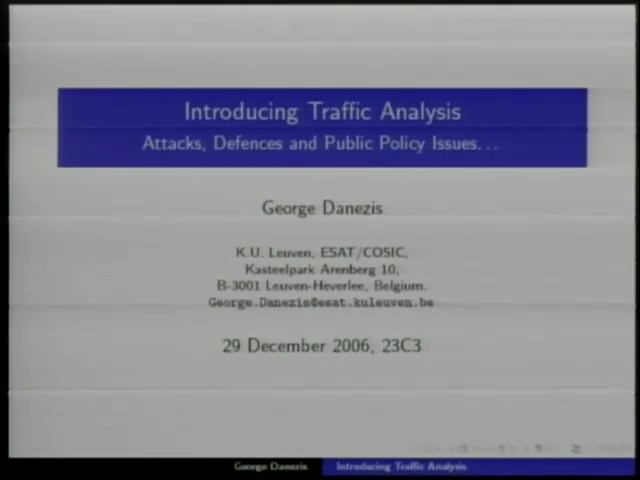 Introducing Traffic Analysis
Attacks, Defences and Public Policy Issues...
George Danezis
K.U. Leuven, ESAT/COSIC,
Kasteelpark Arenberg 10,
B-3001 Leuven-Heverlee, Belgium.
George.Danezis@esat.kuleuven.be
29 December 2006, 23C3
George Danezis
Introducing Traffic Analysis